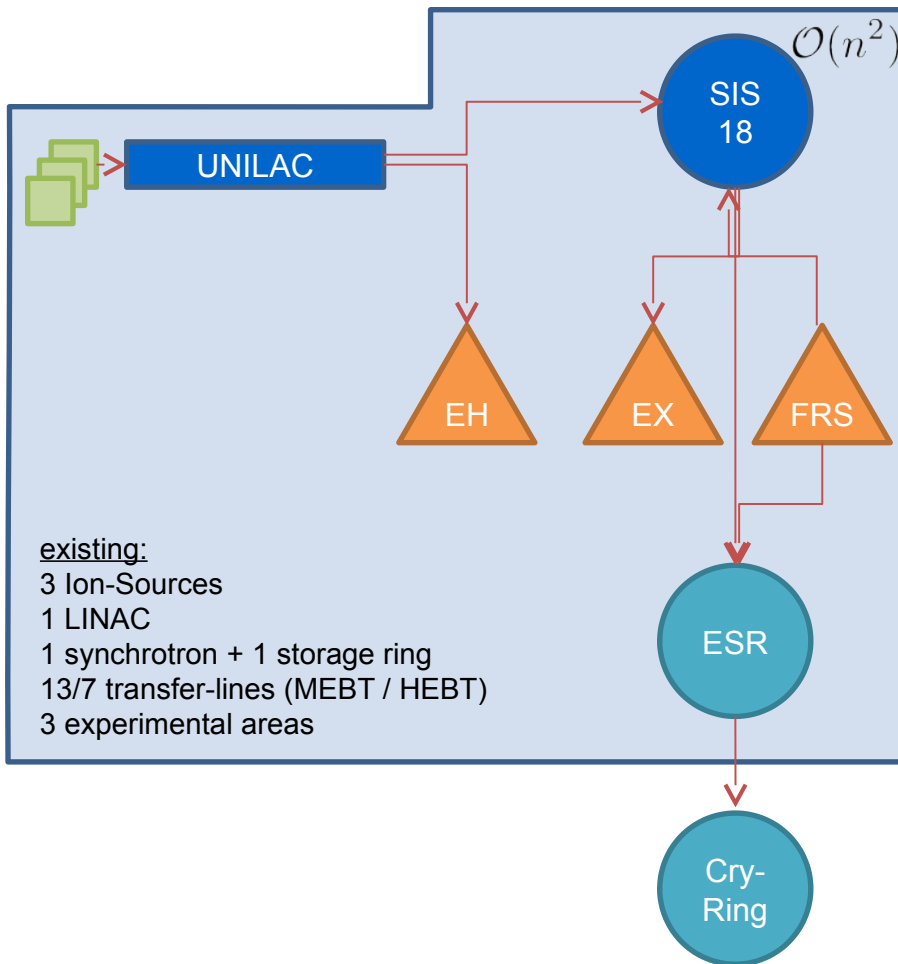 𝒪(n²)
SIS
18
UNILAC
EH
EX
FRS
existing:
3 Ion-Sources
1 LINAC
1 synchrotron + 1 storage ring
13/7 transfer-lines (MEBT / HEBT)
3 experimental areas
ESR
Cry-
Ring